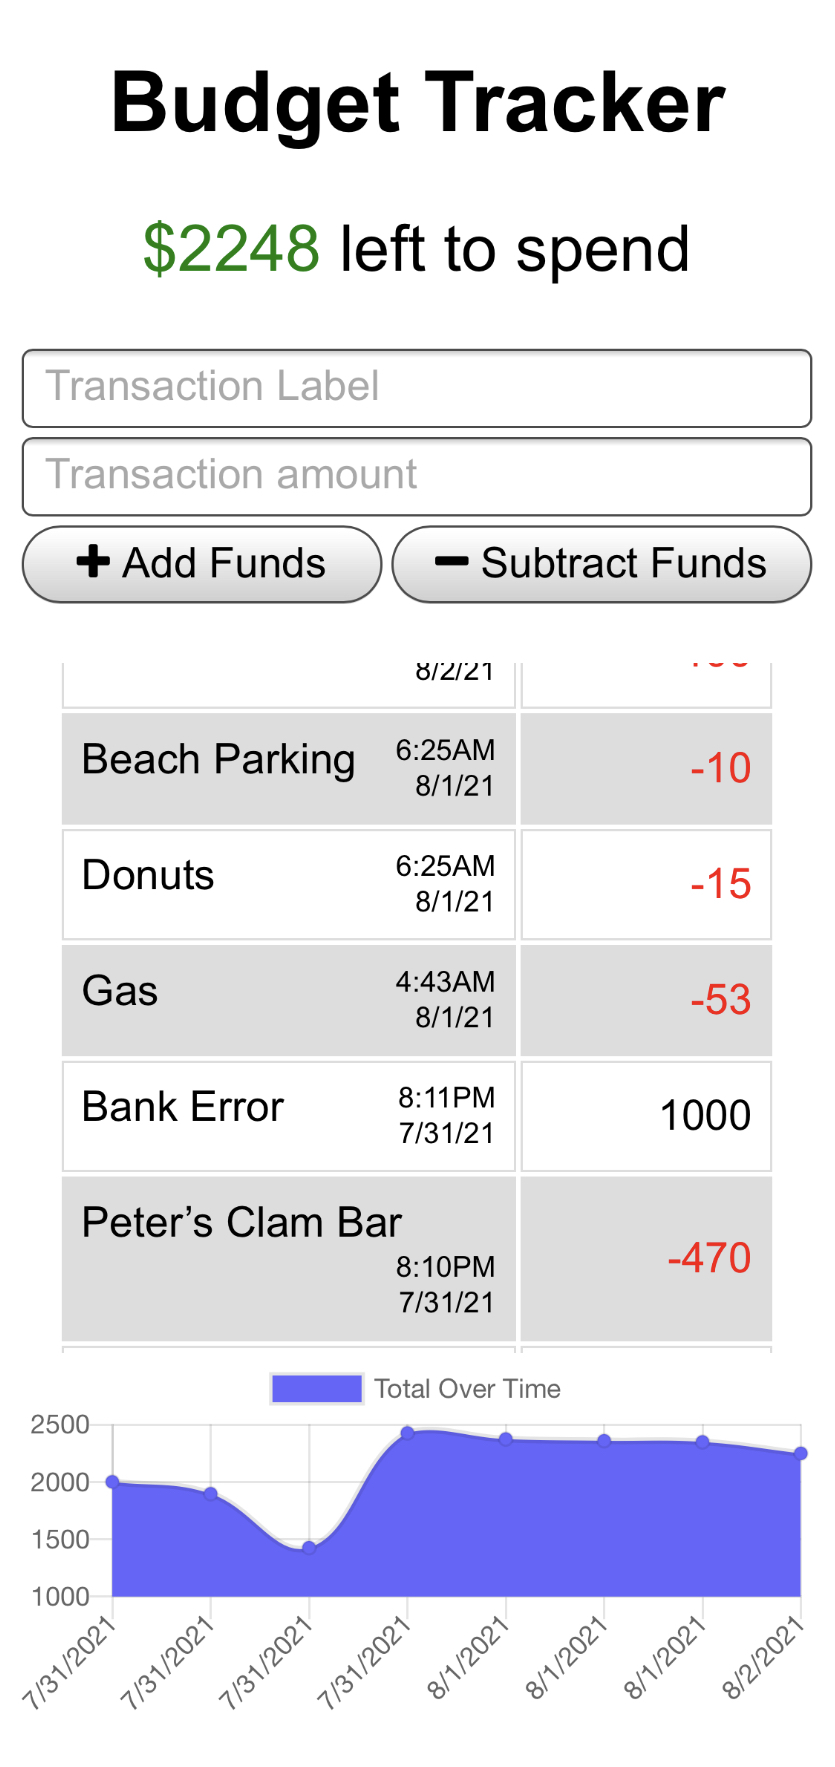 Budget Tracker
$2248 left to spend
Transaction Label
Transaction amount
+ Add Funds
− Subtract Funds
8/2/21
Beach Parking 6:25AM
8/1/21
-10
Donuts 6:25AM
8/1/21
-15
Gas 4:43AM
8/1/21
-53
Bank Error 8:11PM
7/31/21
1000
Peter’s Clam Bar
8:10PM
7/31/21
-470
Total Over Time
2500
2000
1500
1000
7/31/2021
7/31/2021
7/31/2021
7/31/2021
8/1/2021
8/1/2021
8/1/2021
8/2/2021